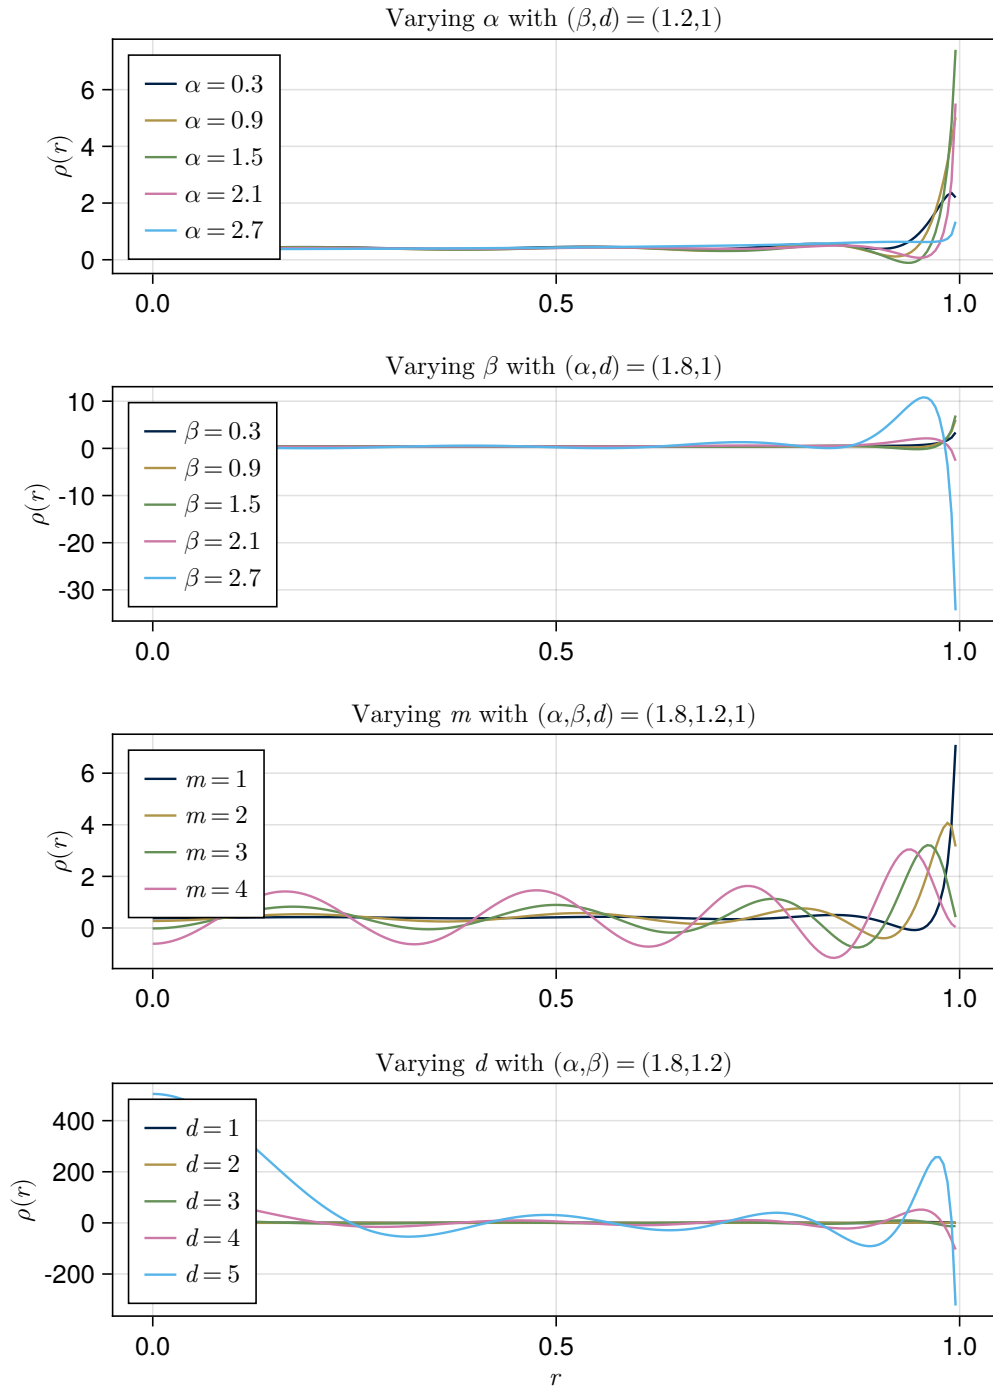 Varying α with (β,d) = (1.2,1)
ρ(r)
6
4
2
0
α = 0.3
α = 0.9
α = 1.5
α = 2.1
α = 2.7
0.0
0.5
1.0
Varying β with (α,d) = (1.8,1)
ρ(r)
10
0
-10
-20
-30
β = 0.3
β = 0.9
β = 1.5
β = 2.1
β = 2.7
0.0
0.5
1.0
Varying m with (α,β,d) = (1.8,1.2,1)
ρ(r)
6
4
2
0
m = 1
m = 2
m = 3
m = 4
0.0
0.5
1.0
Varying d with (α,β) = (1.8,1.2)
ρ(r)
400
200
0
-200
d = 1
d = 2
d = 3
d = 4
d = 5
0.0
0.5
1.0
r